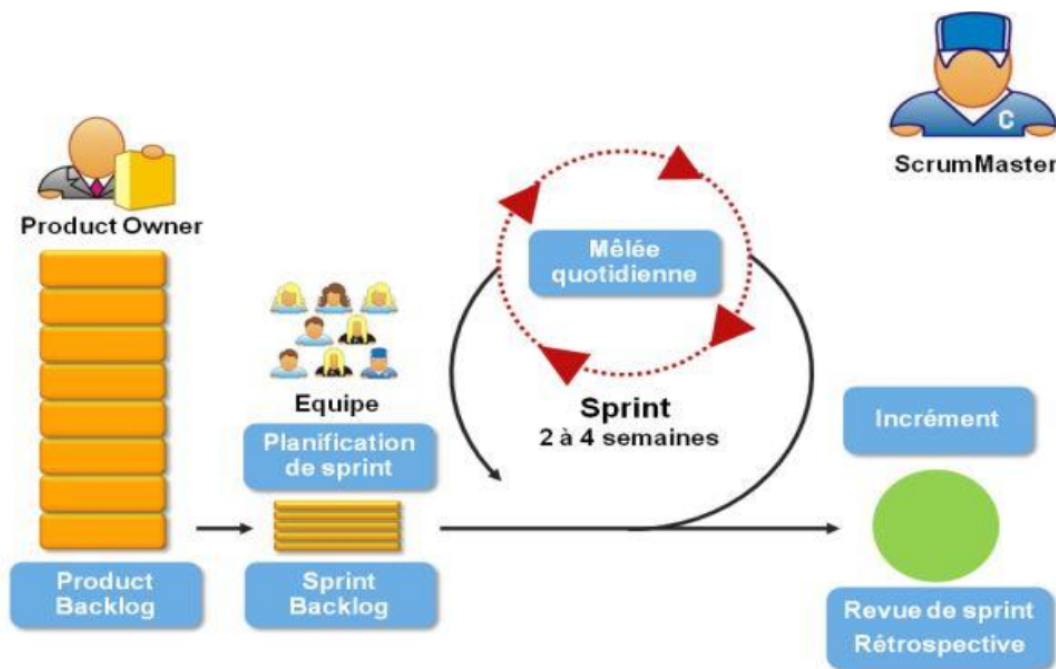 ScrumMaster
C
Product Owner
Mêlée
quotidienne
Equipe
Sprint
2 à 4 semaines
Planification
de sprint
Incrément
Product
Backlog
Sprint
Backlog
Revue de sprint
Rétrospective